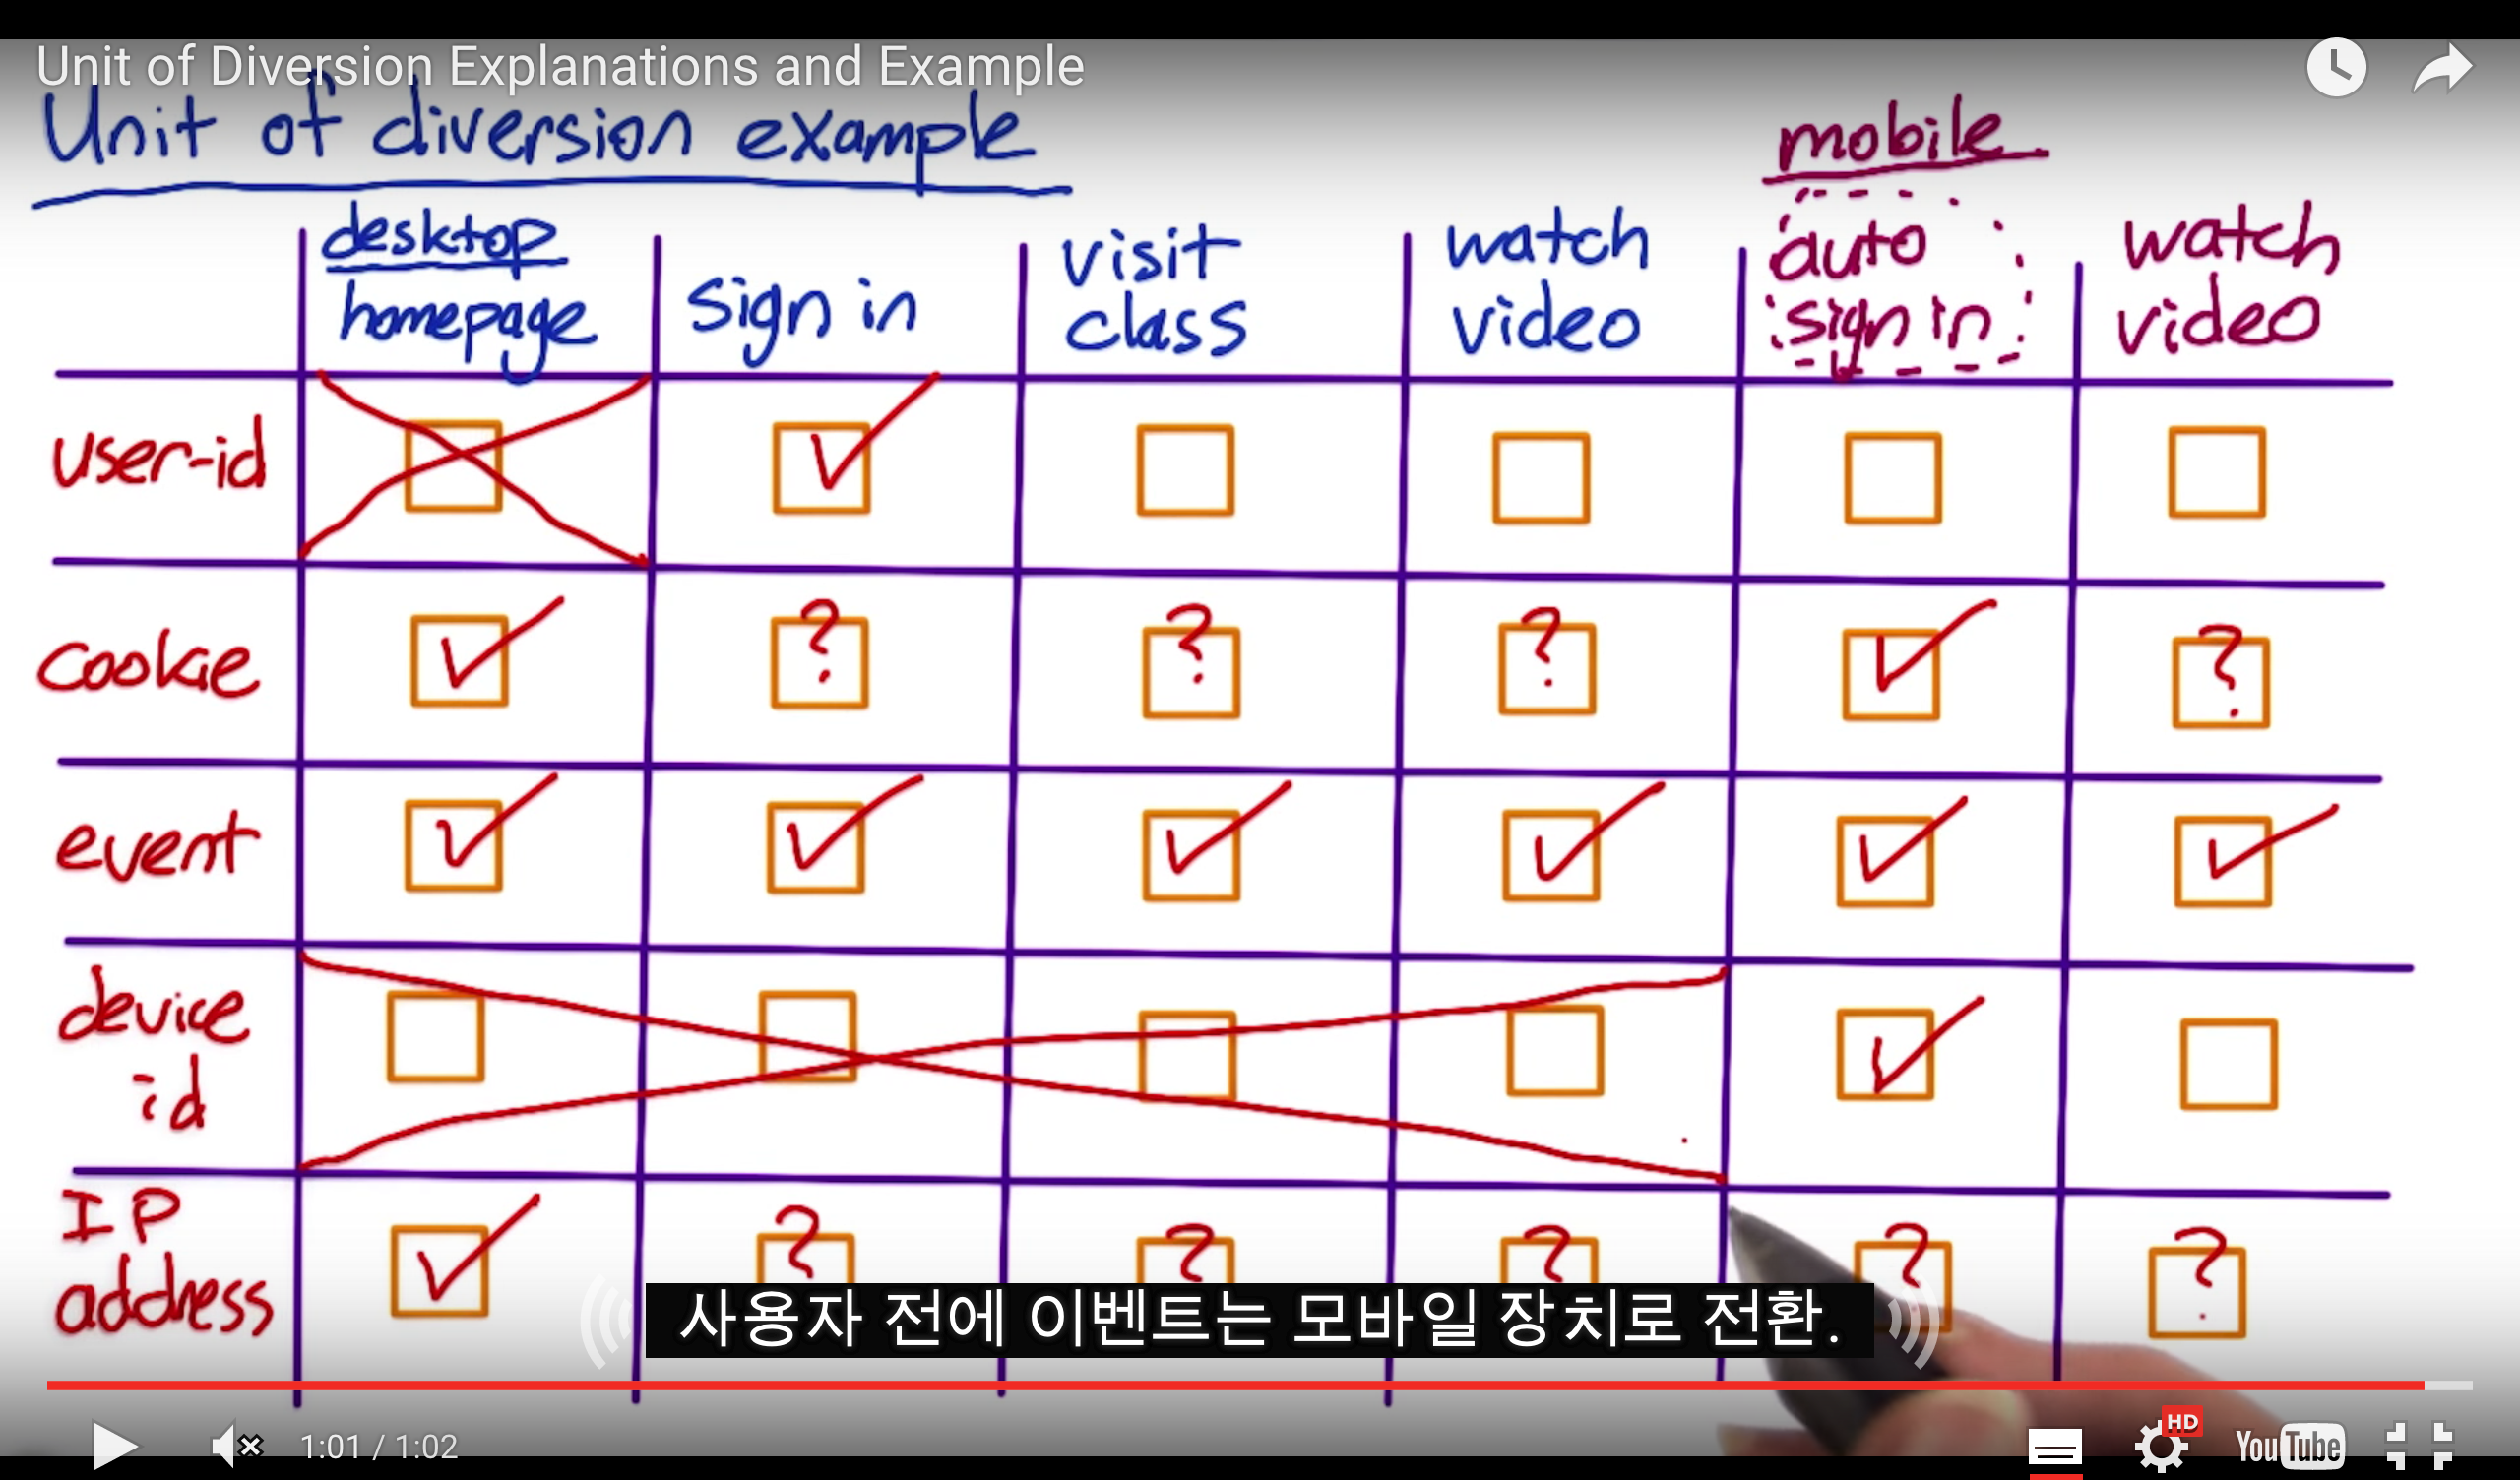 Unit of Diversion Explanations and Example
Unit of diversion example
mobile
desktop
homepage
sign in
visit
class
watch
video
auto
sign in
watch
video
user-id
cookie
? ? ? ?
event
device
id
IP
address
? ? ? ? ?
사용자 전에 이벤트는 모바일 장치로 전환.
1:01 / 1:02
HD
YouTube